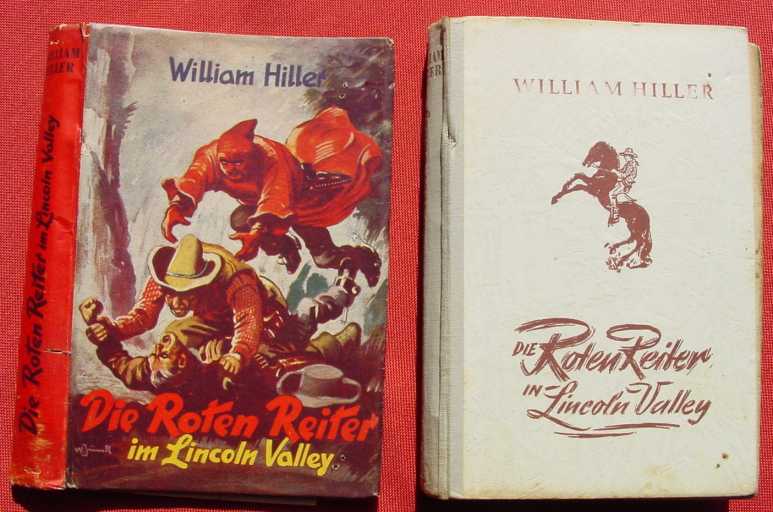 WILLIAM
HILLER
Die Roten Reiter im Lincoln Valley
William Hiller
Die Roten Reiter
im Lincoln Valley
WILLIAM HILLER
DIE Roten Reiter
IN Lincoln Valley